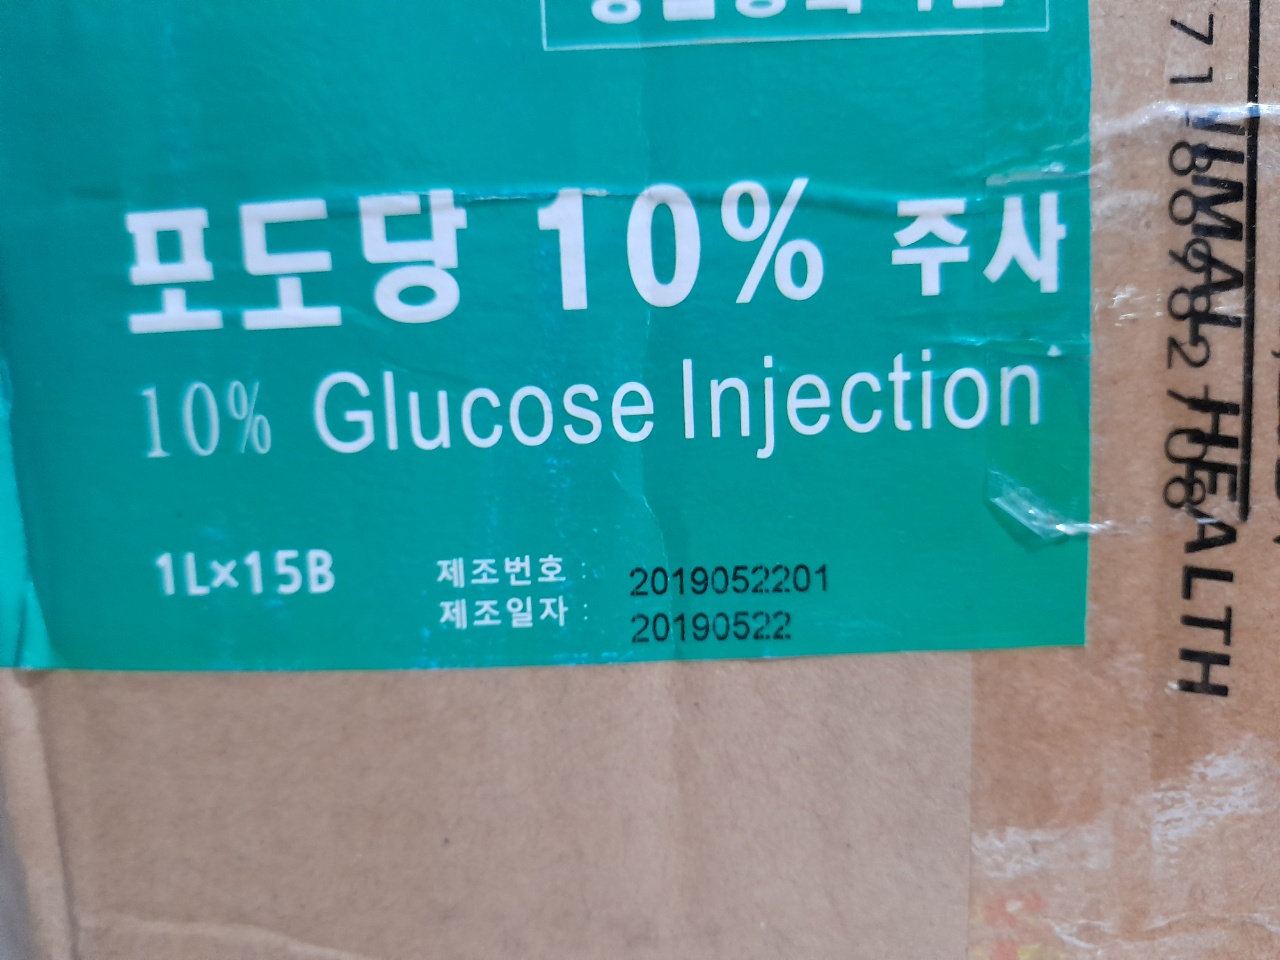 포도당 10% 주사
10% Glucose Injection
1L×15B
제조번호 : 2019052201
제조일자 : 20190522
ANIMAL HEALTH